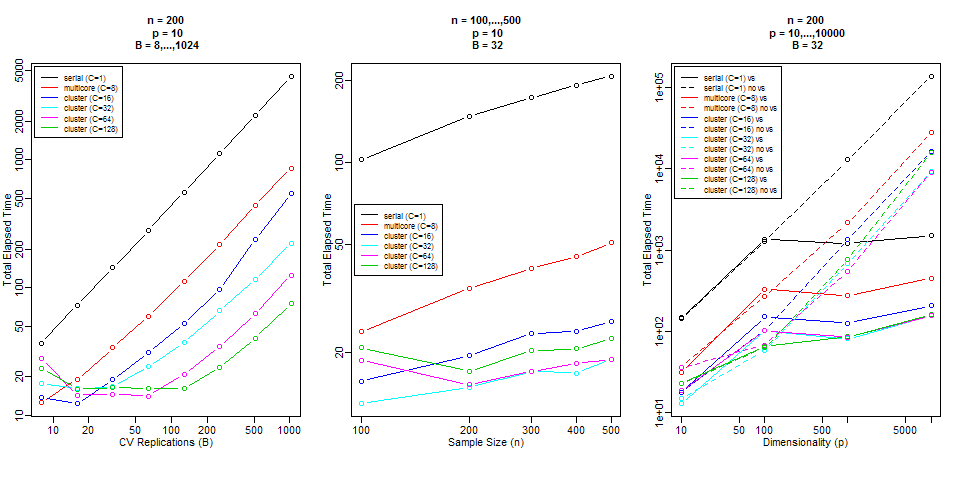 n = 200
p = 10
B = 8,...,1024
Total Elapsed Time
5000
2000
1000
500
200
100
50
20
10
serial (C=1)
multicore (C=8)
cluster (C=16)
cluster (C=32)
cluster (C=64)
cluster (C=128)
10 20 50 100 200 500 1000
CV Replications (B)
n = 100,...,500
p = 10
B = 32
Total Elapsed Time
200
100
50
20
serial (C=1)
multicore (C=8)
cluster (C=16)
cluster (C=32)
cluster (C=64)
cluster (C=128)
100 200 300 400 500
Sample Size (n)
n = 200
p = 10,...,10000
B = 32
Total Elapsed Time
1e+05
1e+04
1e+03
1e+02
1e+01
serial (C=1) vs
serial (C=1) no vs
multicore (C=8) vs
multicore (C=8) no vs
cluster (C=16) vs
cluster (C=16) no vs
cluster (C=32) vs
cluster (C=32) no vs
cluster (C=64) vs
cluster (C=64) no vs
cluster (C=128) vs
cluster (C=128) no vs
10 50 100 500 5000
Dimensionality (p)